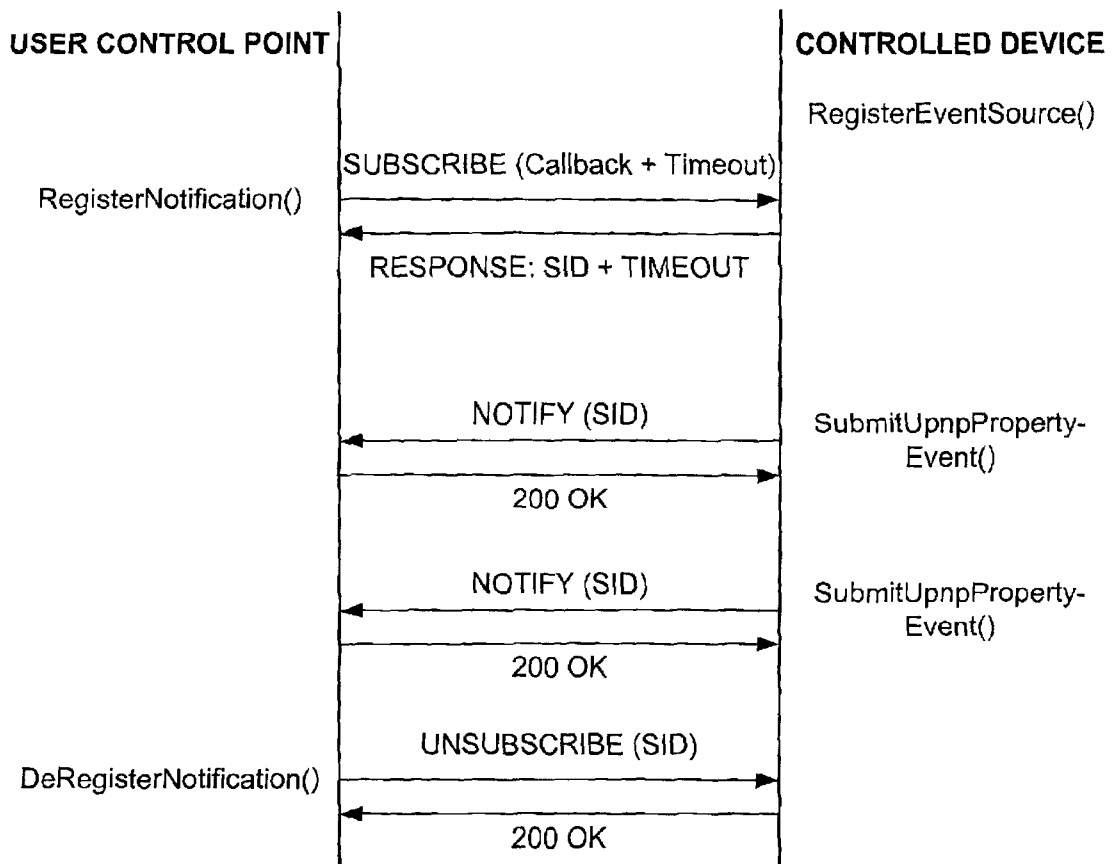 USER CONTROL POINT
CONTROLLED DEVICE
RegisterEventSource()
SUBSCRIBE (Callback + Timeout)
RegisterNotification()
RESPONSE: SID + TIMEOUT
NOTIFY (SID)
SubmitUpnpProperty-
Event()
200 OK
NOTIFY (SID)
SubmitUpnpProperty-
Event()
200 OK
UNSUBSCRIBE (SID)
DeRegisterNotification()
200 OK